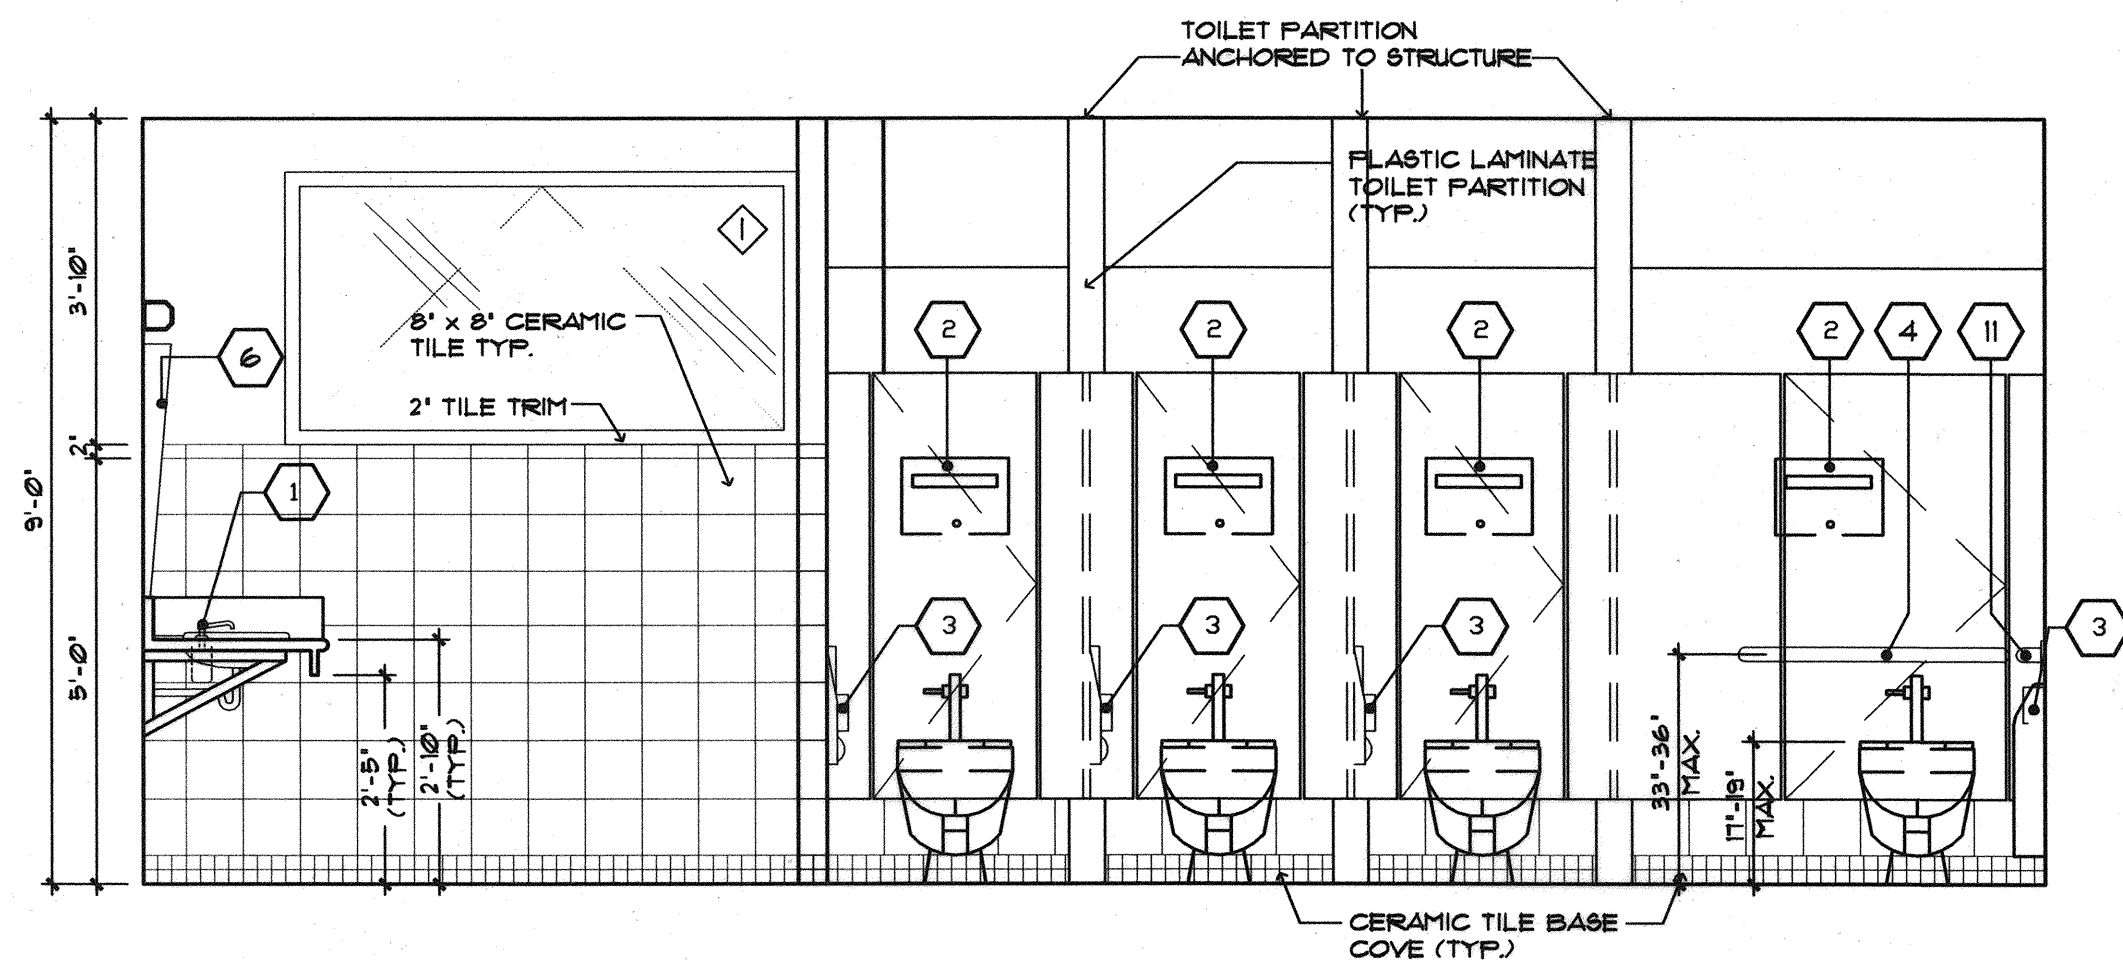 TOILET PARTITION
ANCHORED TO STRUCTURE
PLASTIC LAMINATE
TOILET PARTITION
(TYP.)
1
8" x 8" CERAMIC
TILE TYP.
2" TILE TRIM
3'-10"
2"
9'-0"
5'-0"
6
1
2
2
2
2
4
11
3
3
3
3
2'-5"
(TYP.)
2'-10"
(TYP.)
33"-36"
MAX.
17"-19"
MAX.
CERAMIC TILE BASE
COVE (TYP.)